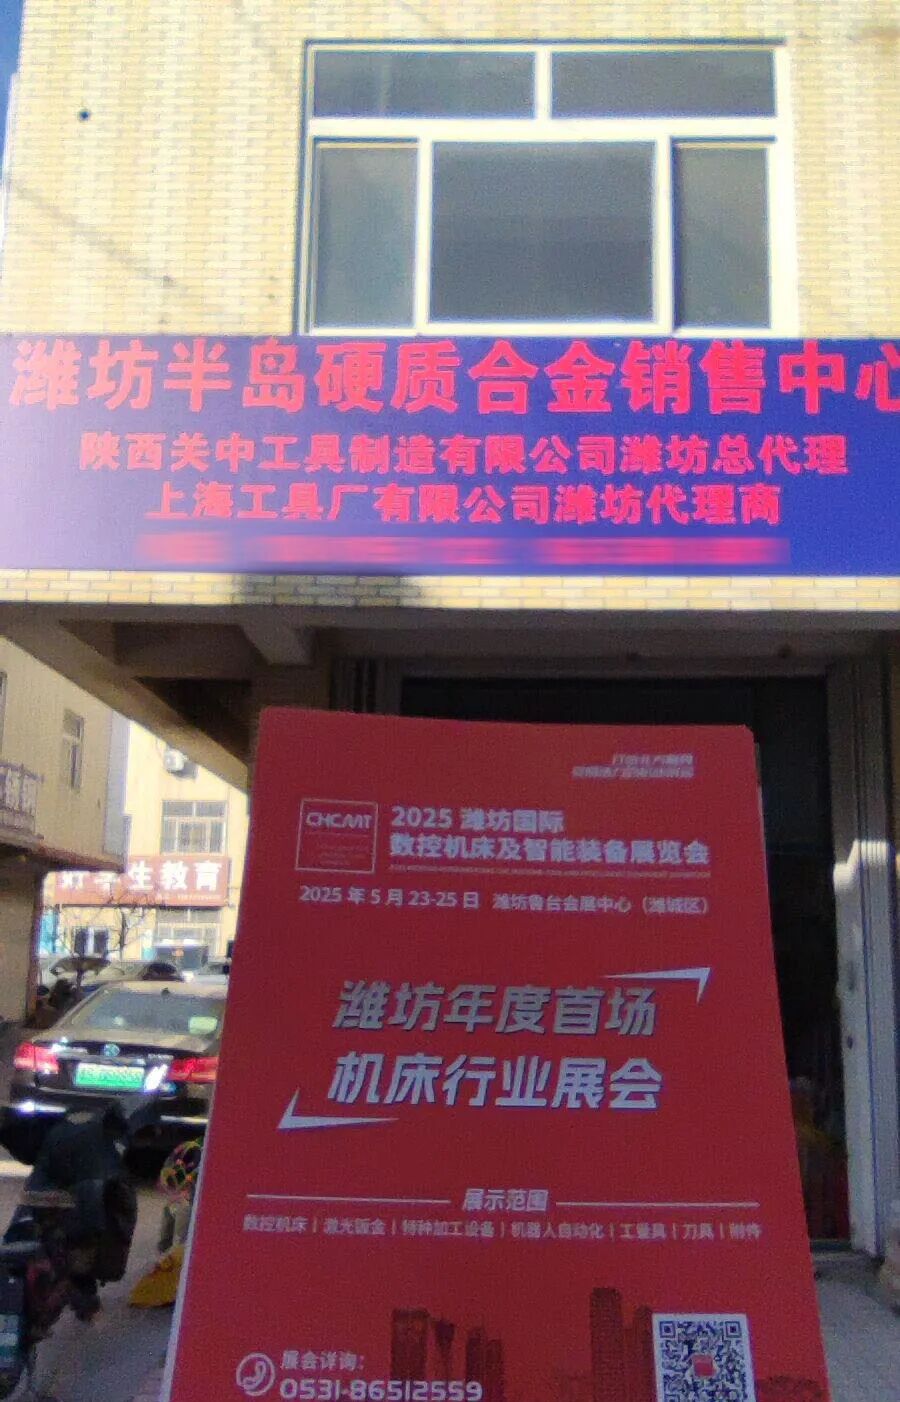 潍坊半岛硬质合金销售中心
陕西关中工具制造有限公司潍坊总代理
上海工具厂有限公司潍坊代理商
生教育
CHCMT
2025 潍坊国际
数控机床及智能装备展览会
2025 年 5 月 23-25 日 潍坊鲁台会展中心（潍城区）
潍坊年度首场
机床行业展会
展示范围
数控机床 | 激光钣金 | 特种加工设备 | 机器人自动化 | 工量具 | 刀具 | 附件
展会详询：
0531-86512559